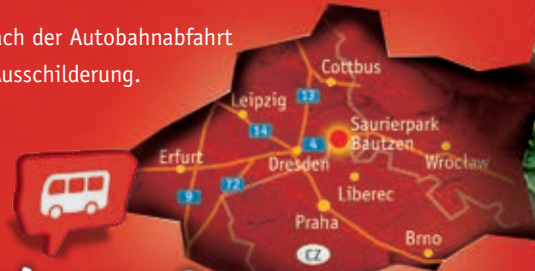 ach der Autobahnabfahrt
Ausschilderung.
Cottbus
13
Leipzig
14
Saurierpark
Bautzen
4
Erfurt
Dresden
Wrocław
72
9
Liberec
Praha
Brno
CZ